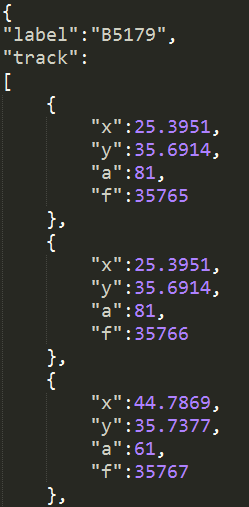 {
"label":"B5179",
"track":
[
{
"x":25.3951,
"y":35.6914,
"a":81,
"f":35765
},
{
"x":25.3951,
"y":35.6914,
"a":81,
"f":35766
},
{
"x":44.7869,
"y":35.7377,
"a":61,
"f":35767
},